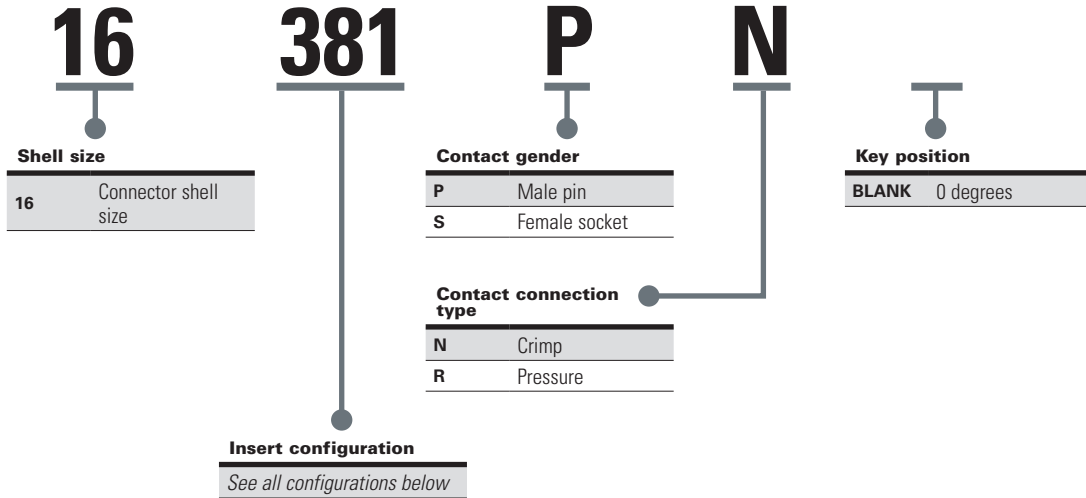 16 381 P N
Shell size
16 Connector shell
size
Contact gender
P Male pin
S Female socket
Key position
BLANK 0 degrees
Contact connection
type
N Crimp
R Pressure
Insert configuration
See all configurations below